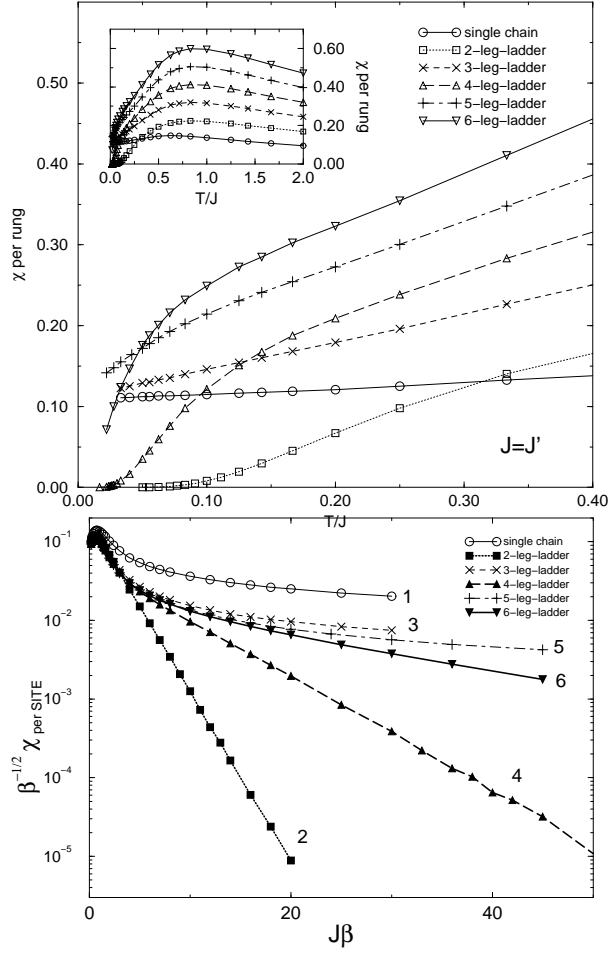 single chain
2−leg−ladder
3−leg−ladder
4−leg−ladder
5−leg−ladder
6−leg−ladder
0.60
0.40
0.20
0.00
χ per rung
0.0 0.5 1.0 1.5 2.0
T/J
0.60
0.50
0.40
0.30
0.20
0.10
0.00
χ per rung
J=J'
0.00 0.10 0.20 0.30 0.40
T/J
single chain
2−leg−ladder
3−leg−ladder
4−leg−ladder
5−leg−ladder
6−leg−ladder
10⁻¹
10⁻²
10⁻³
10⁻⁴
10⁻⁵
β⁻¹ᐟ² χ per SITE
1
3
5
6
4
2
0 20 40
Jβ